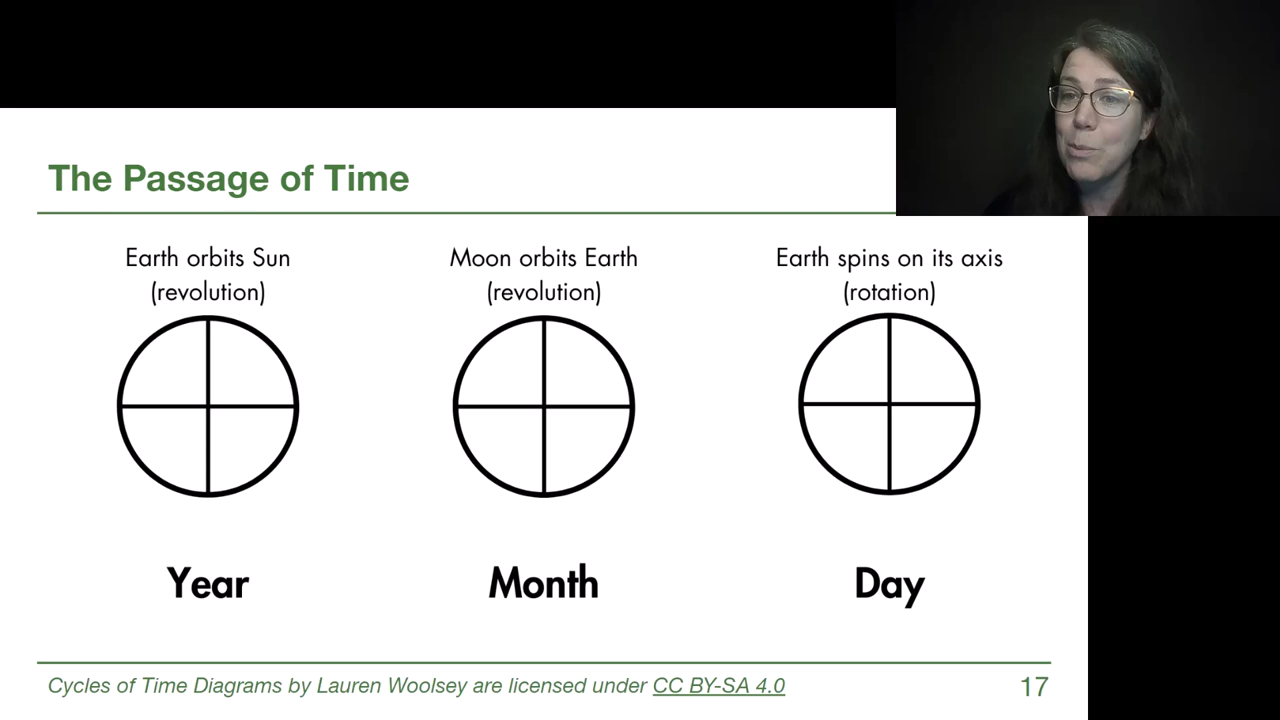 The Passage of Time
Earth orbits Sun
(revolution)
Moon orbits Earth
(revolution)
Earth spins on its axis
(rotation)
Year
Month
Day
Cycles of Time Diagrams by Lauren Woolsey are licensed under CC BY-SA 4.0
17